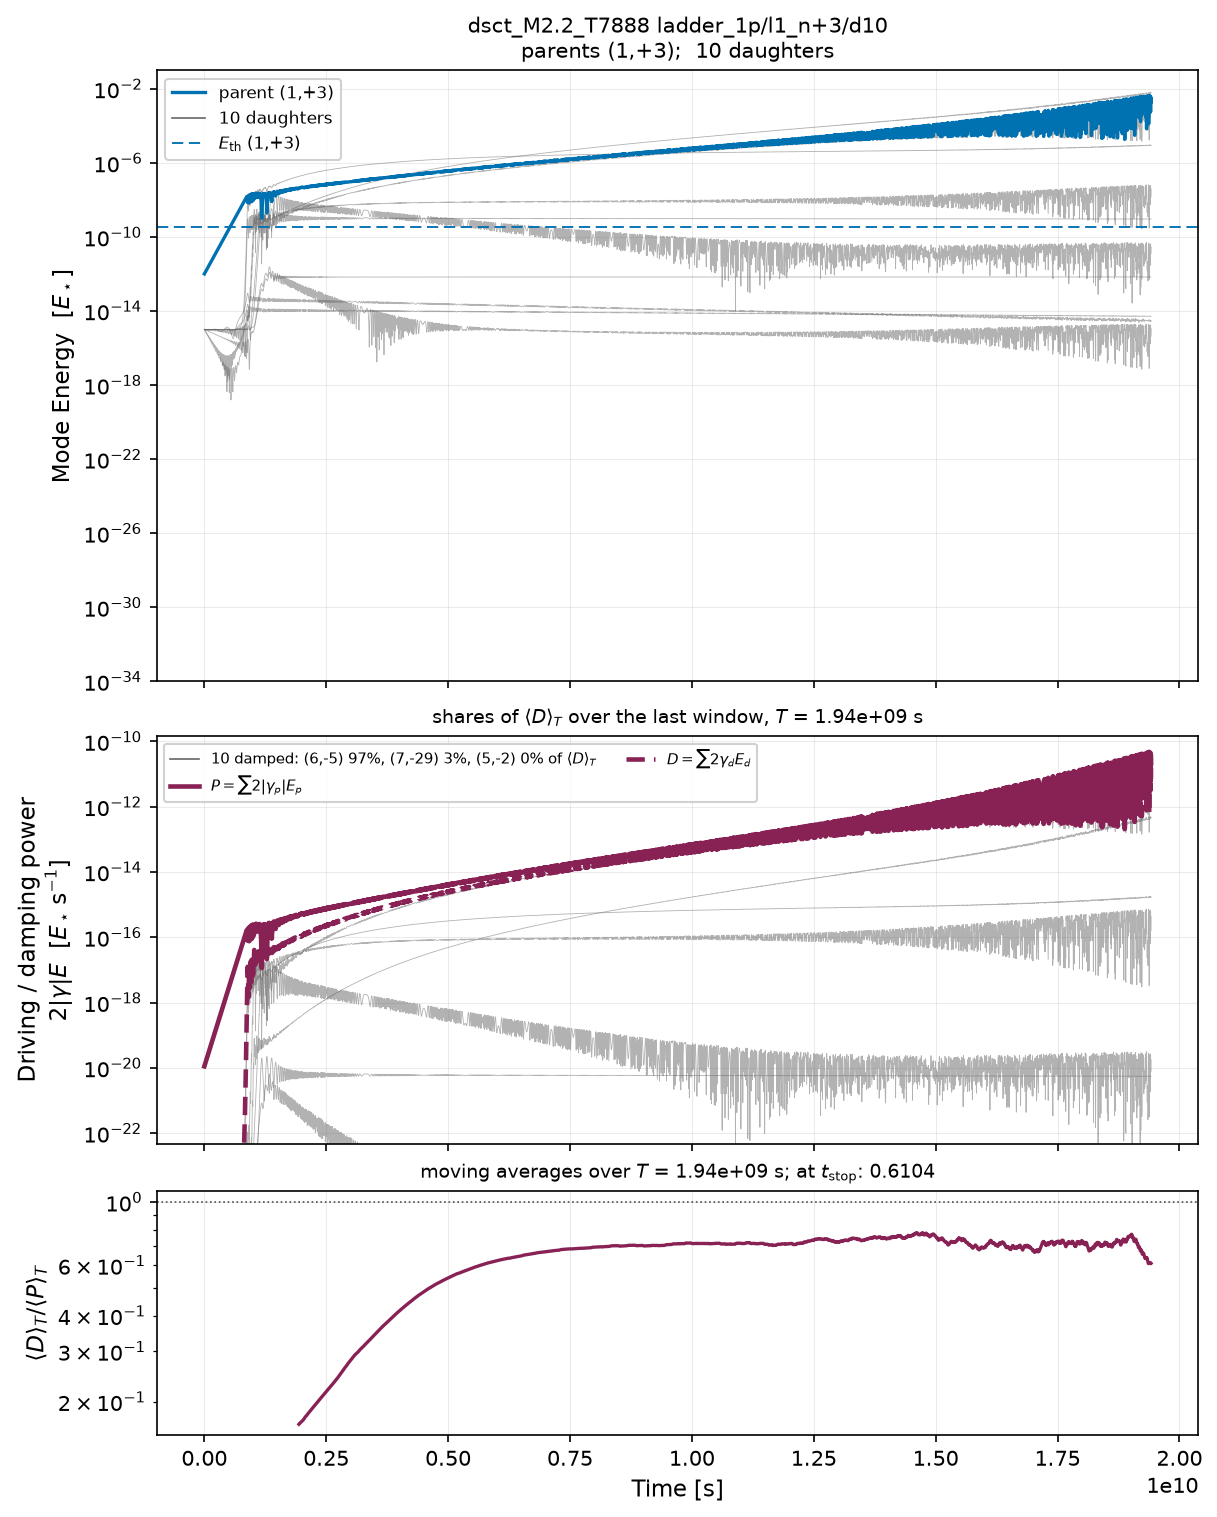 dsct_M2.2_T7888 ladder_1p/l1_n+3/d10
parents (1,+3);  10 daughters
parent (1,+3)
10 daughters
E_th (1,+3)
Mode Energy [E⋆]
10^−2
10^−6
10^−10
10^−14
10^−18
10^−22
10^−26
10^−30
10^−34
shares of ⟨D⟩_T over the last window, T = 1.94e+09 s
10 damped: (6,-5) 97%, (7,-29) 3%, (5,-2) 0% of ⟨D⟩_T
P = ∑2|γ_p|E_p
D = ∑2γ_dE_d
Driving / damping power
2|γ|E [E⋆ s^−1]
10^−10
10^−12
10^−14
10^−16
10^−18
10^−20
10^−22
moving averages over T = 1.94e+09 s; at t_stop: 0.6104
⟨D⟩_T/⟨P⟩_T
10^0
6 × 10^−1
4 × 10^−1
3 × 10^−1
2 × 10^−1
0.00 0.25 0.50 0.75 1.00 1.25 1.50 1.75 2.00
1e10
Time [s]